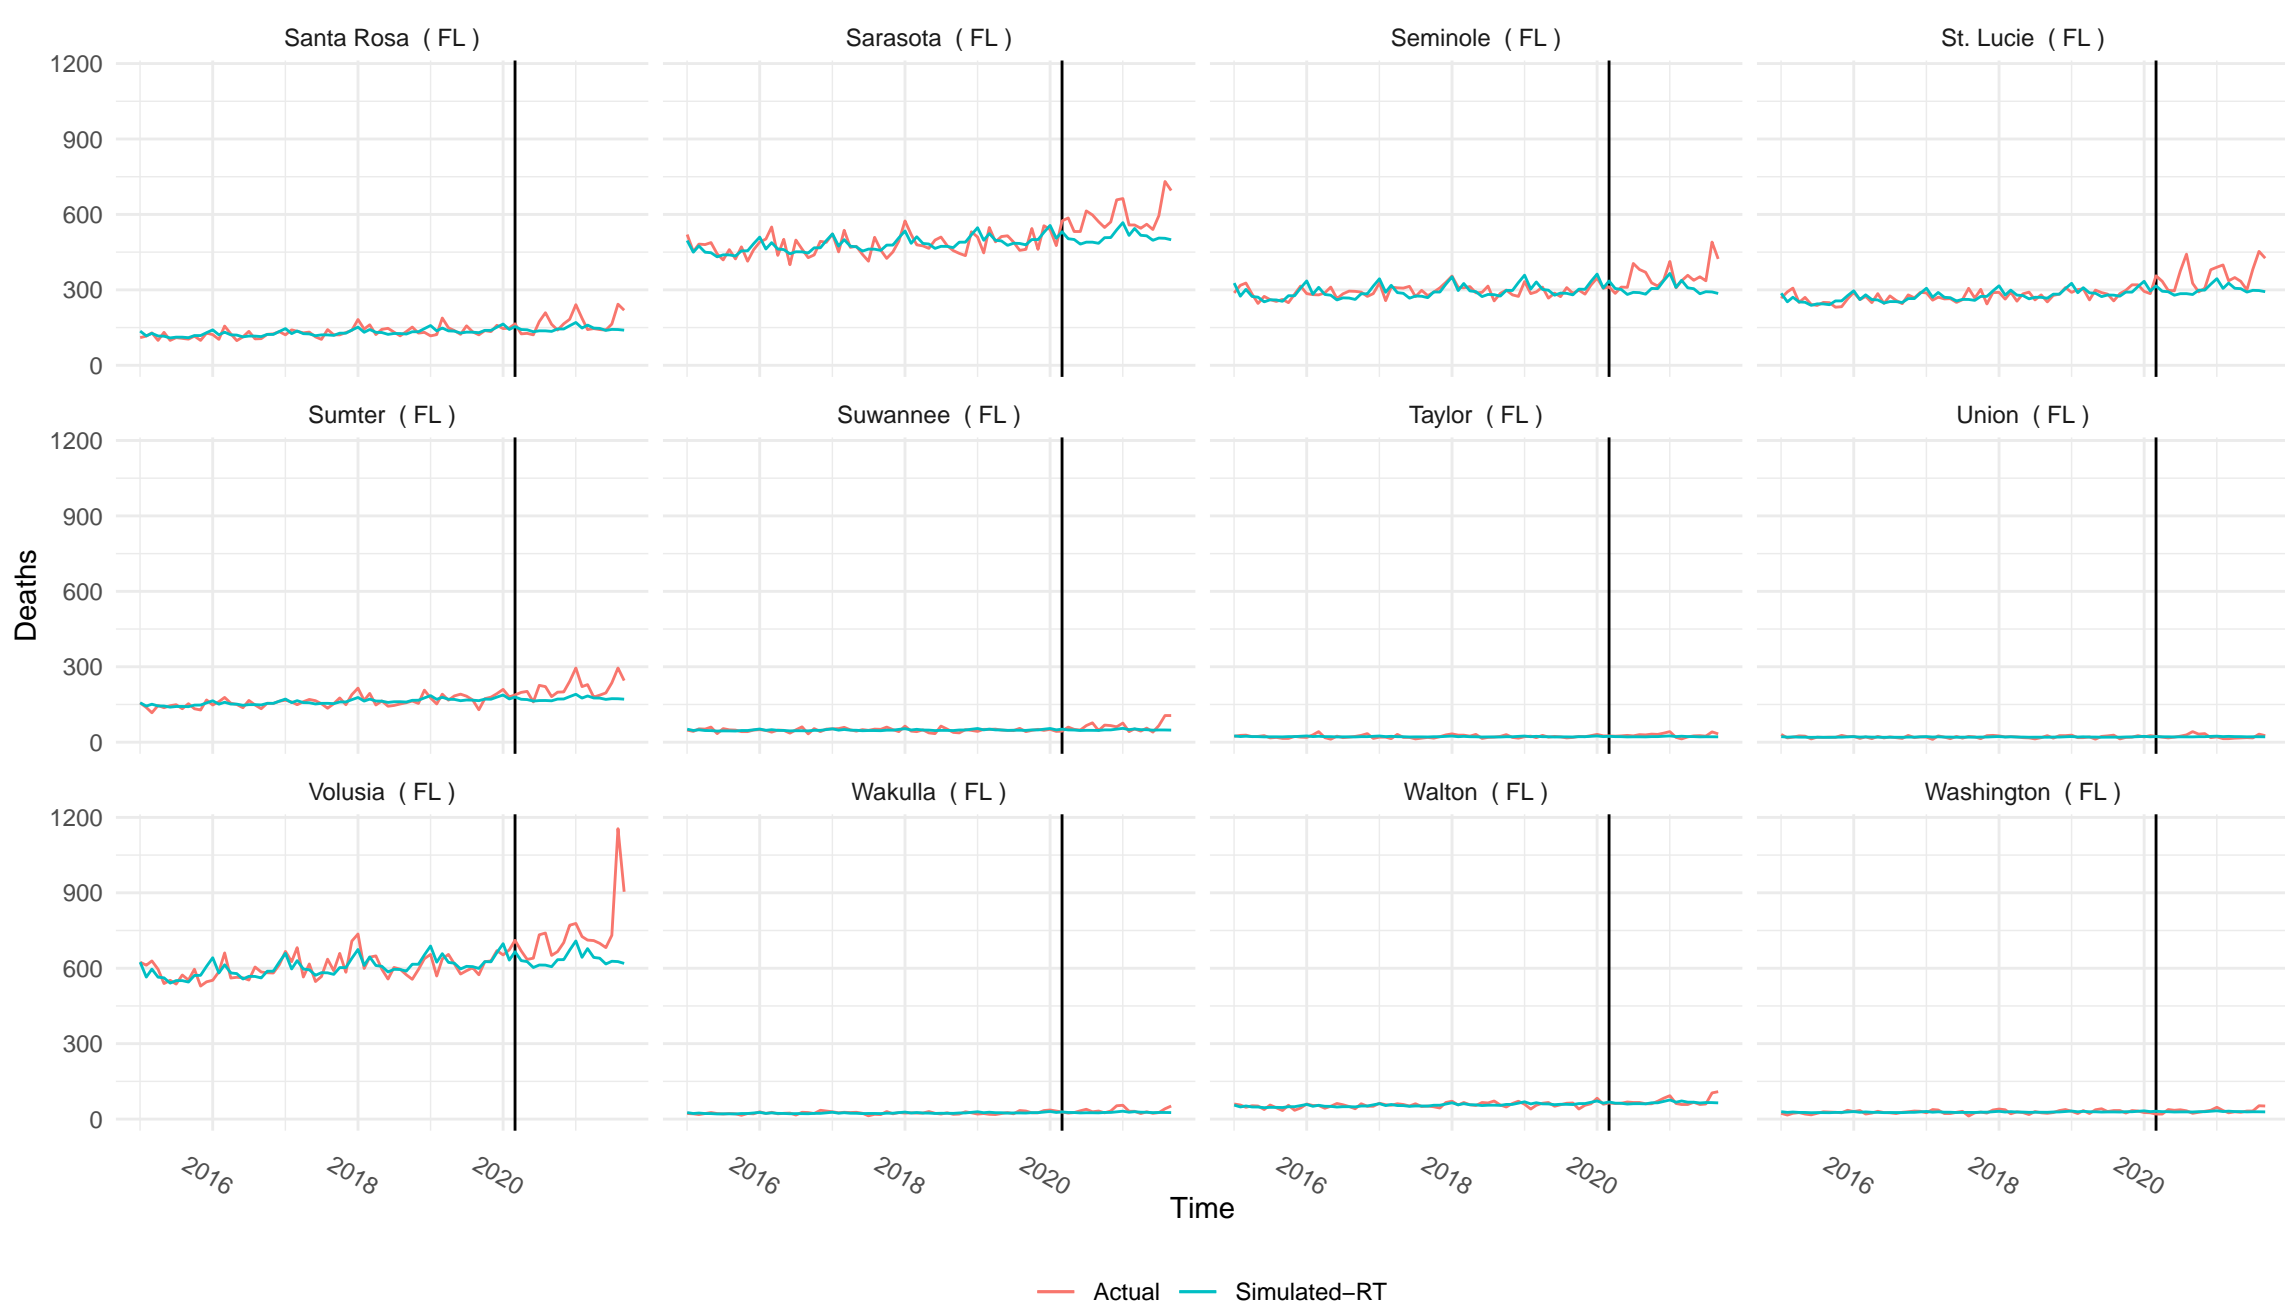 Santa Rosa ( FL )
Sarasota ( FL )
Seminole ( FL )
St. Lucie ( FL )
1200
900
600
300
0
Sumter ( FL )
Suwannee ( FL )
Taylor ( FL )
Union ( FL )
1200
900
600
300
0
Deaths
Volusia ( FL )
Wakulla ( FL )
Walton ( FL )
Washington ( FL )
1200
900
600
300
0
2016 2018 2020
2016 2018 2020
2016 2018 2020
2016 2018 2020
Time
Actual
Simulated−RT